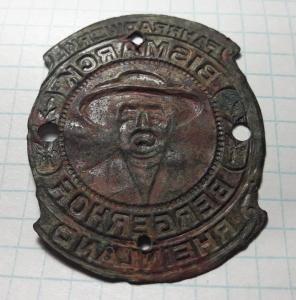 FAHRRADWERKE
BISMARCK
BERGERHOF
RHEINLAND